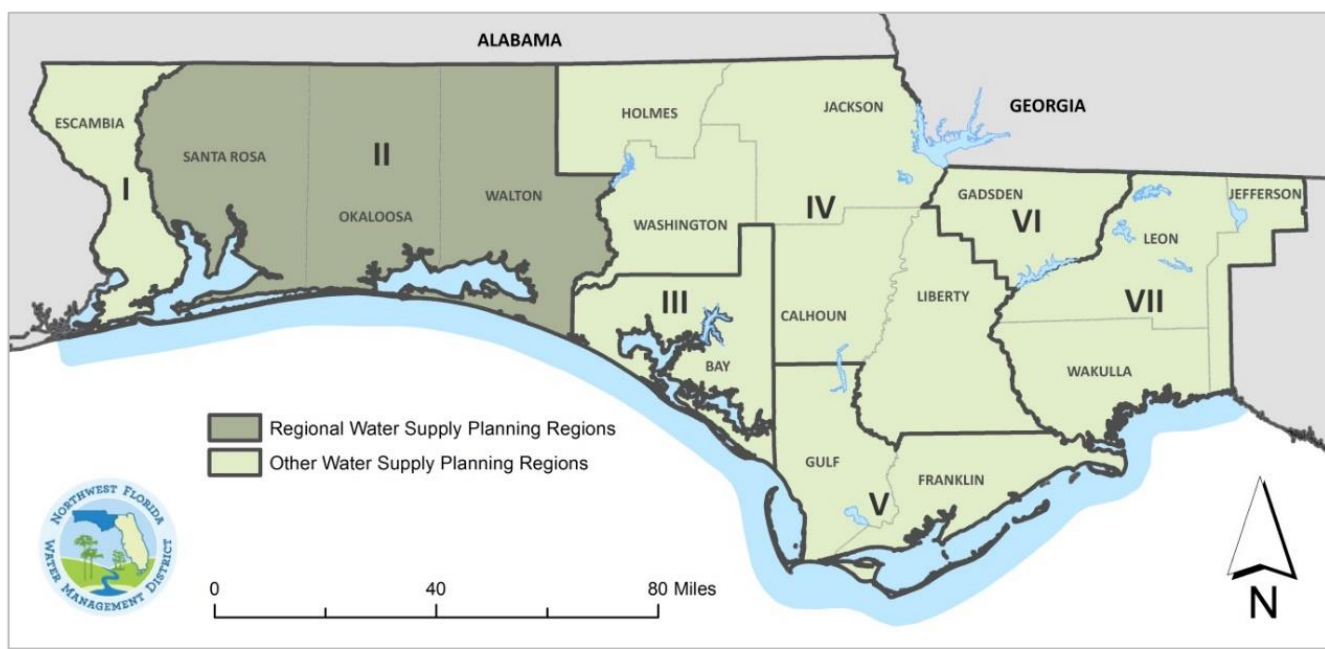 ALABAMA
GEORGIA
ESCAMBIA
SANTA ROSA
OKALOOSA
WALTON
HOLMES
JACKSON
WASHINGTON
GADSDEN
JEFFERSON
LEON
LIBERTY
CALHOUN
BAY
WAKULLA
GULF
FRANKLIN
I
II
III
IV
V
VI
VII
Regional Water Supply Planning Regions
Other Water Supply Planning Regions
NORTHWEST FLORIDA
WATER MANAGEMENT DISTRICT
0 40 80 Miles
N